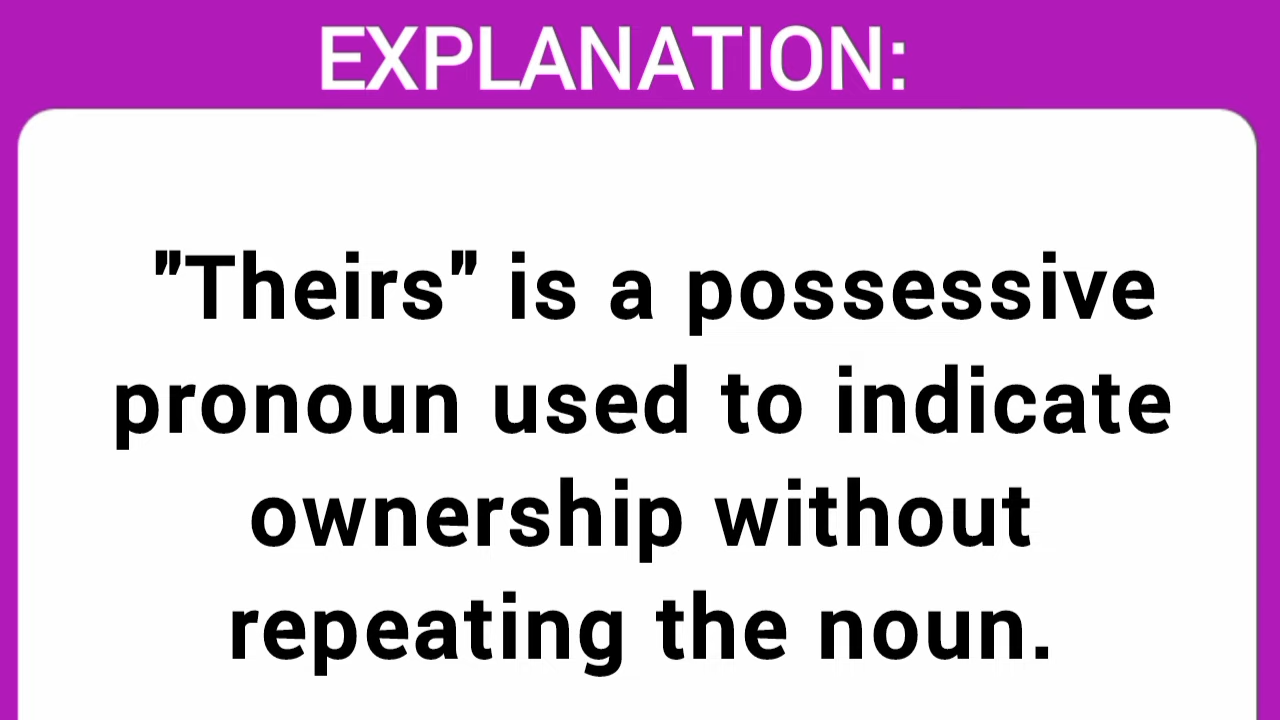 EXPLANATION:
"Theirs" is a possessive
pronoun used to indicate
ownership without
repeating the noun.